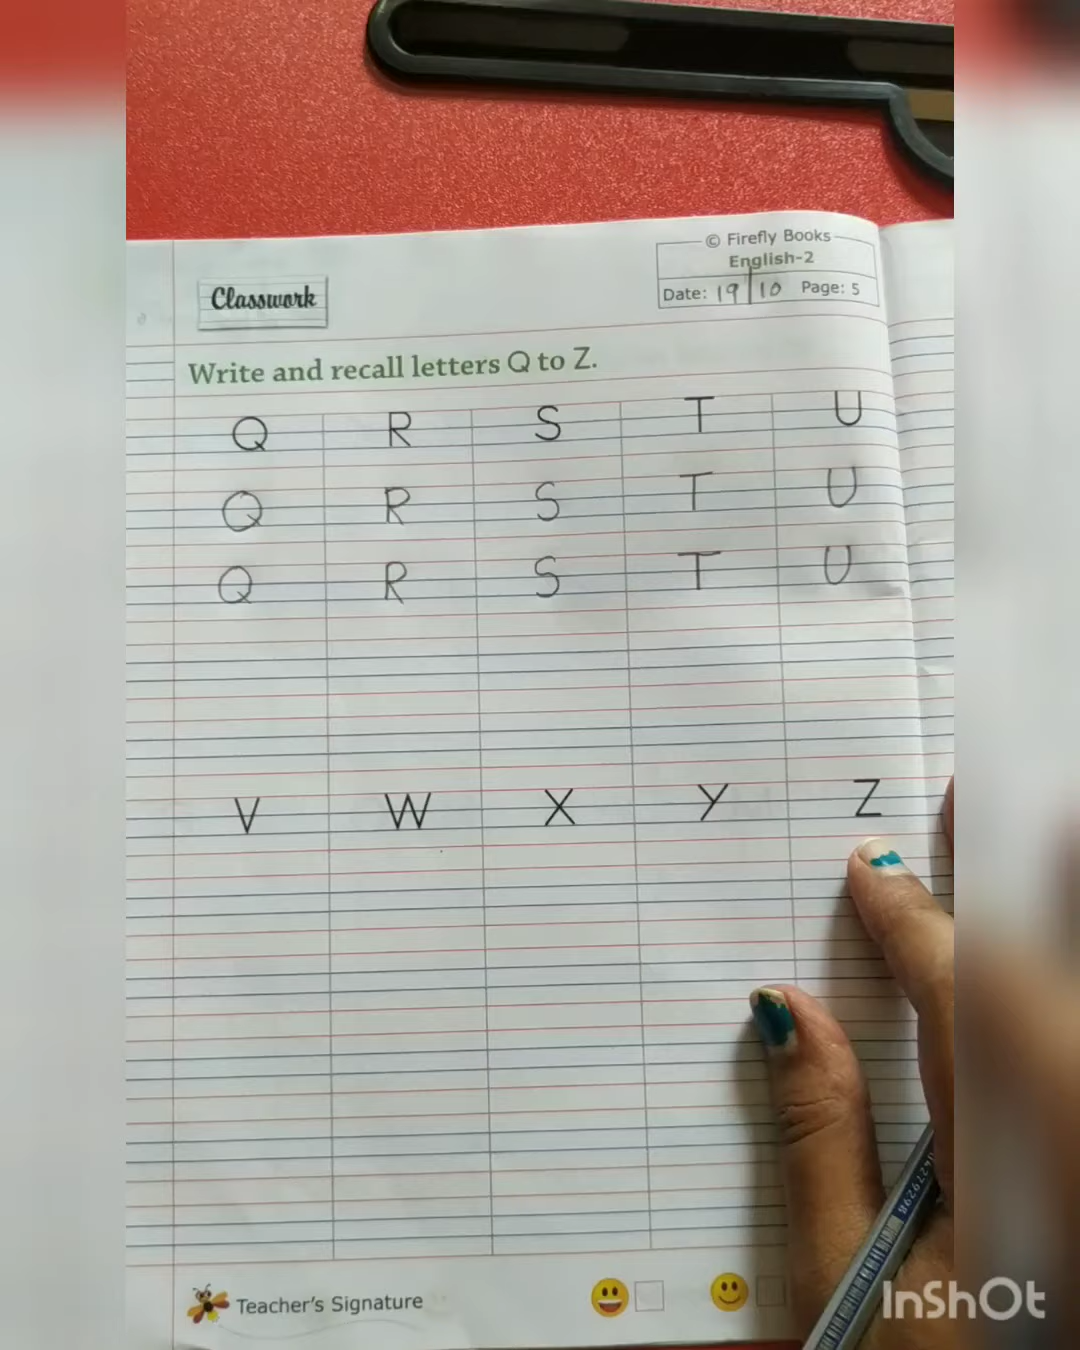 © Firefly Books
English-2
Classwork
Date: 19/10 Page: 5
Write and recall letters Q to Z.
Q R S T U
Q R S T U
Q R S T U
V W X Y Z
Teacher's Signature
InShOt